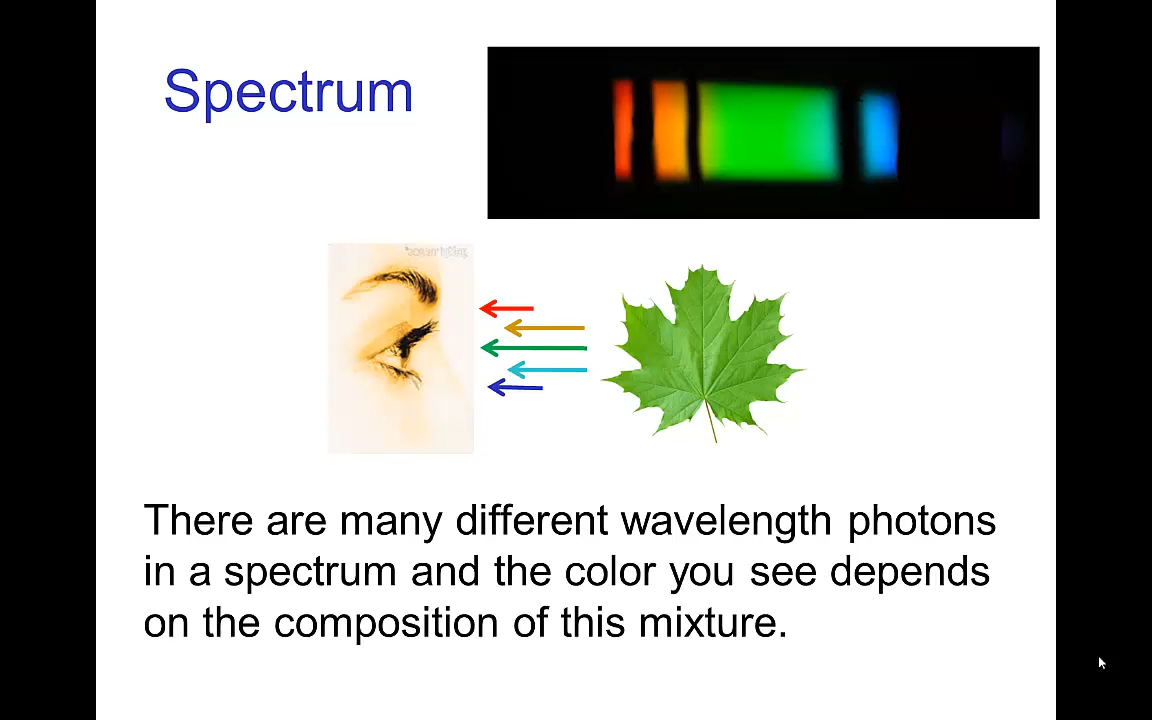 Spectrum
There are many different wavelength photons
in a spectrum and the color you see depends
on the composition of this mixture.